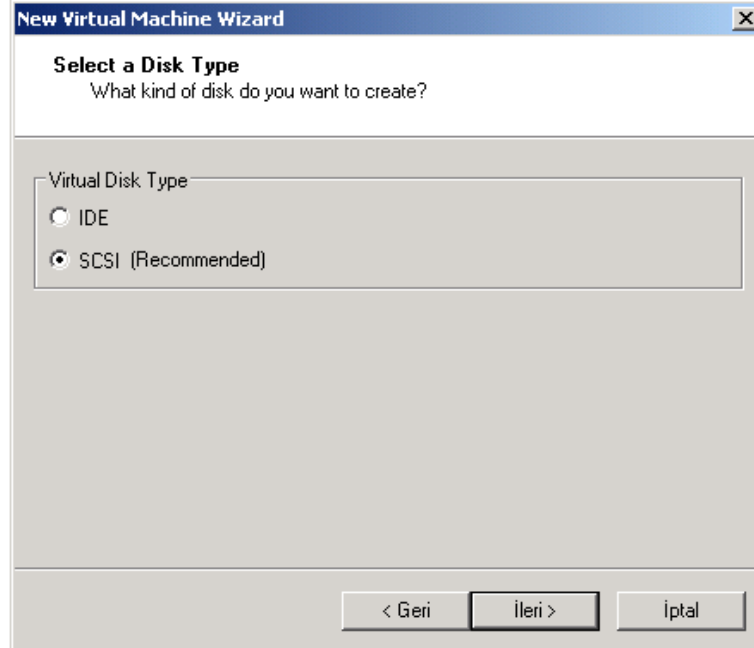 New Virtual Machine Wizard
Select a Disk Type
What kind of disk do you want to create?
Virtual Disk Type
IDE
SCSI (Recommended)
< Geri
İleri >
İptal